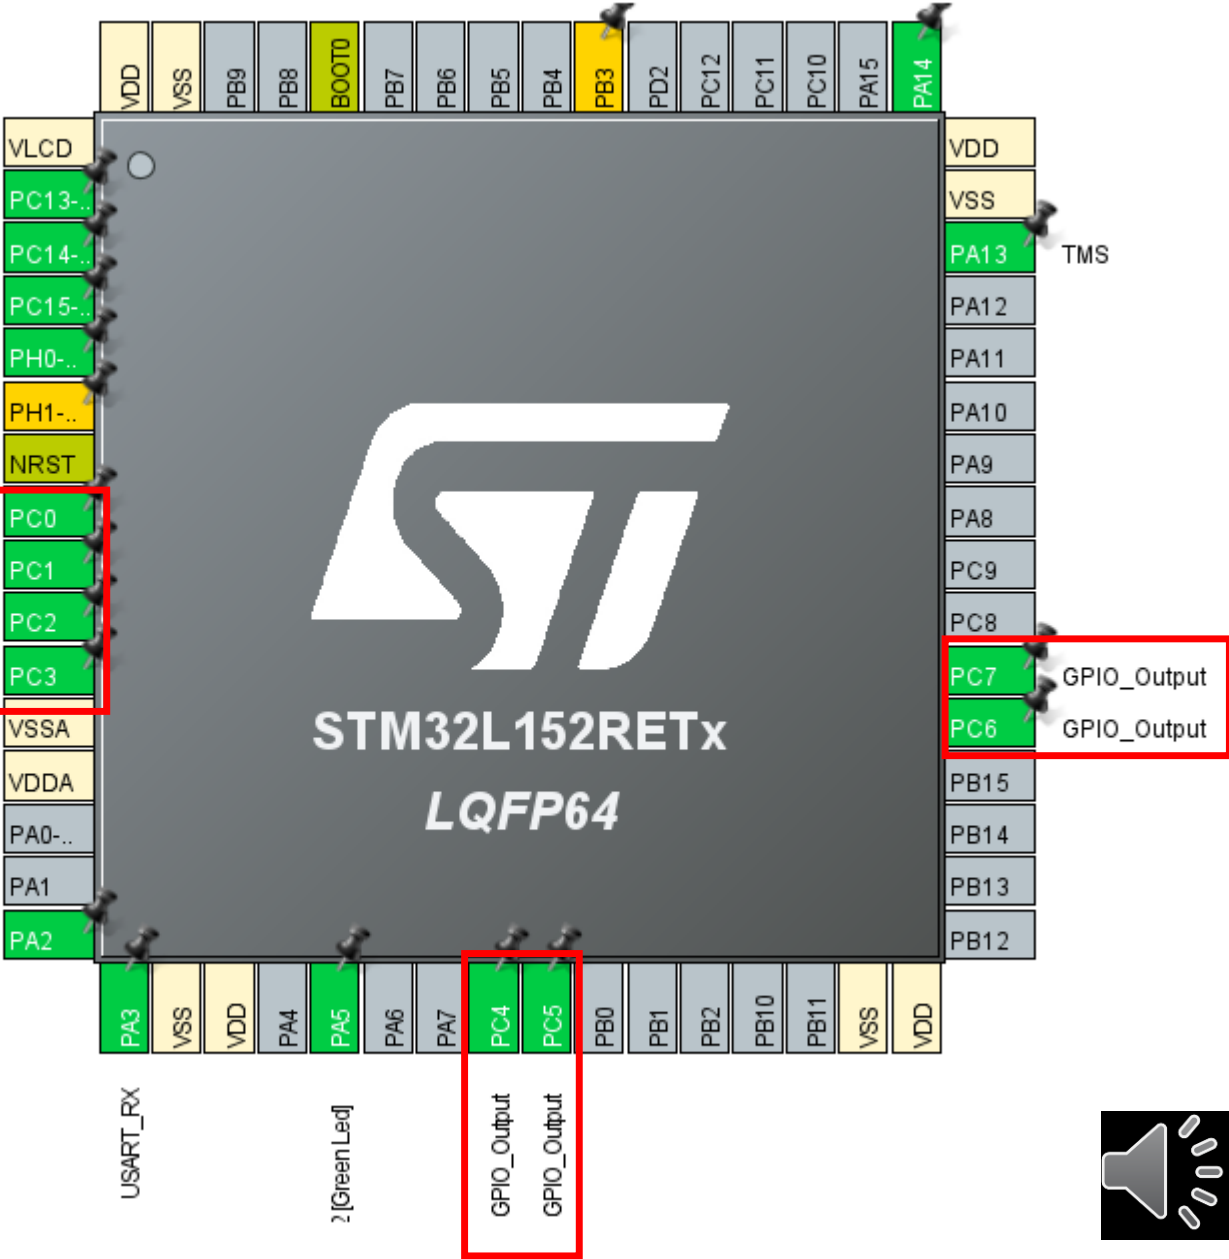 VDD
VSS
PB9
PB8
BOOT0
PB7
PB6
PB5
PB4
PB3
PD2
PC12
PC11
PC10
PA15
PA14
VLCD
PC13-..
PC14-..
PC15-..
PH0-..
PH1-..
NRST
PC0
PC1
PC2
PC3
VSSA
VDDA
PA0-..
PA1
PA2
STM32L152RETx
LQFP64
VDD
VSS
PA13 TMS
PA12
PA11
PA10
PA9
PA8
PC9
PC8
PC7 GPIO_Output
PC6 GPIO_Output
PB15
PB14
PB13
PB12
PA3
VSS
VDD
PA4
PA5
PA6
PA7
PC4
PC5
PB0
PB1
PB2
PB10
PB11
VSS
VDD
USART_RX
2 [Green Led]
GPIO_Output
GPIO_Output